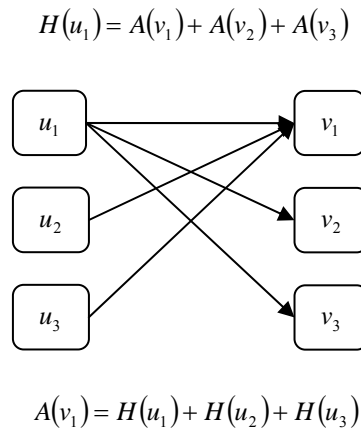 H(u₁) = A(v₁) + A(v₂) + A(v₃)
u₁ v₁
u₂ v₂
u₃ v₃
A(v₁) = H(u₁) + H(u₂) + H(u₃)